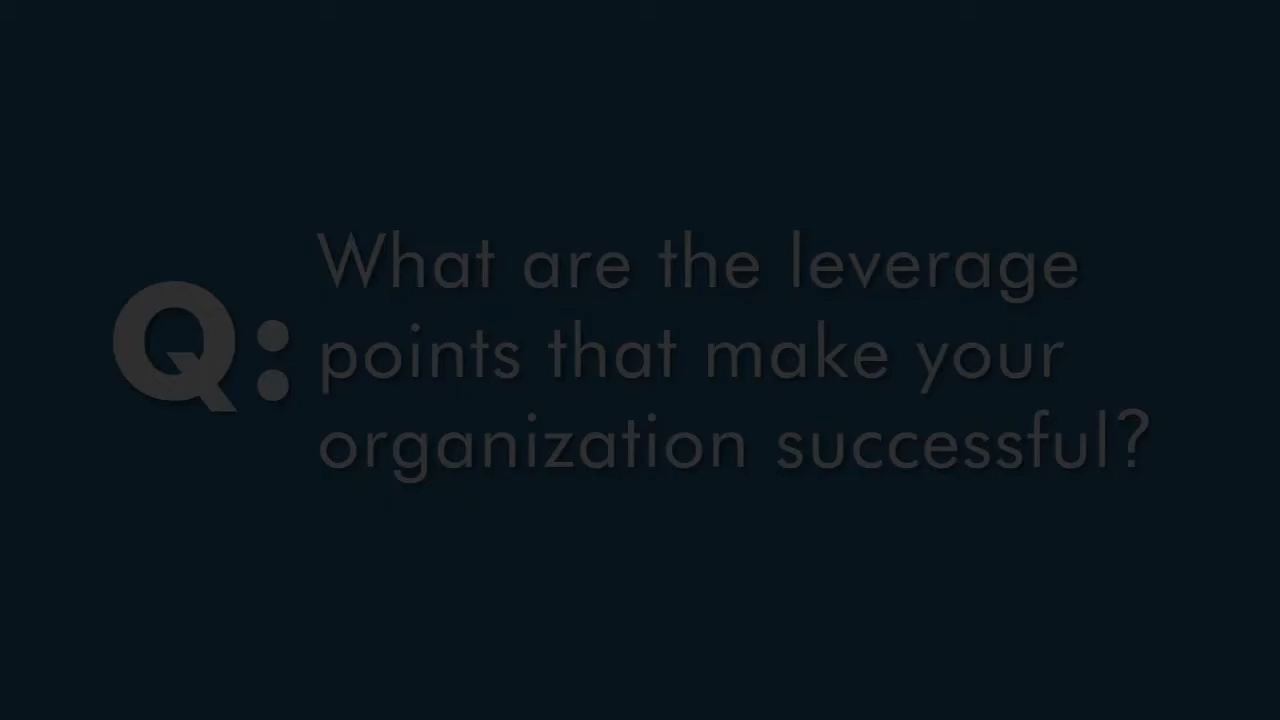 Q: What are the leverage
points that make your
organization successful?